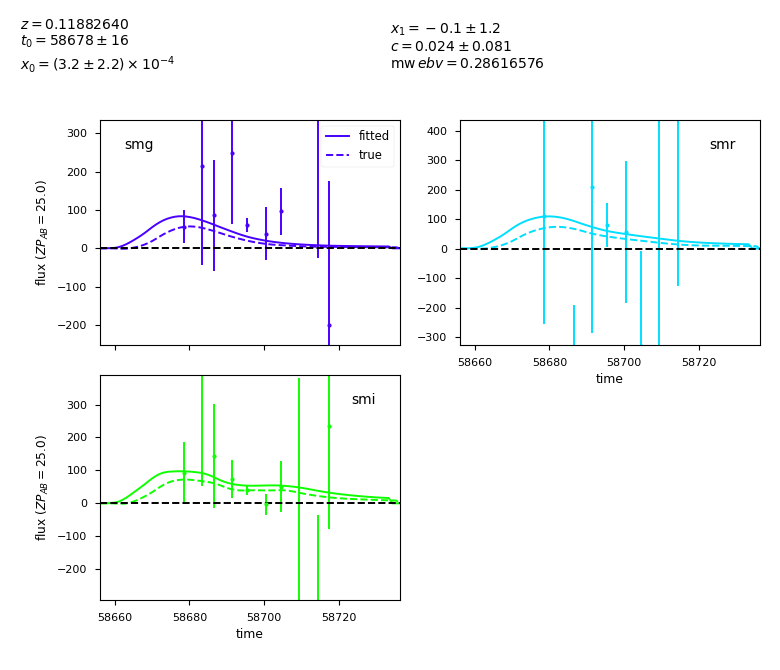 z = 0.11882640
t₀ = 58678 ± 16
x₀ = (3.2 ± 2.2) × 10⁻⁴
x₁ = −0.1 ± 1.2
c = 0.024 ± 0.081
mw ebv = 0.28616576
smg
fitted
true
300
200
100
0
−100
−200
flux (ZP_AB = 25.0)
smr
400
300
200
100
0
−100
−200
−300
58660 58680 58700 58720
time
smi
300
200
100
0
−100
−200
flux (ZP_AB = 25.0)
58660 58680 58700 58720
time